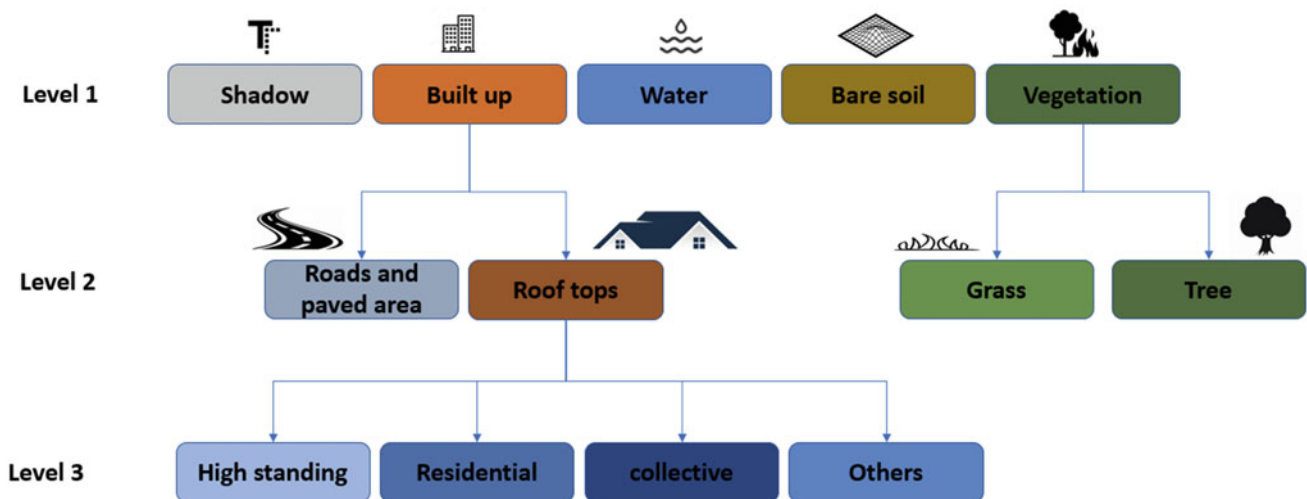 Level 1
Shadow
Built up
Water
Bare soil
Vegetation
Level 2
Roads and
paved area
Roof tops
Grass
Tree
Level 3
High standing
Residential
collective
Others